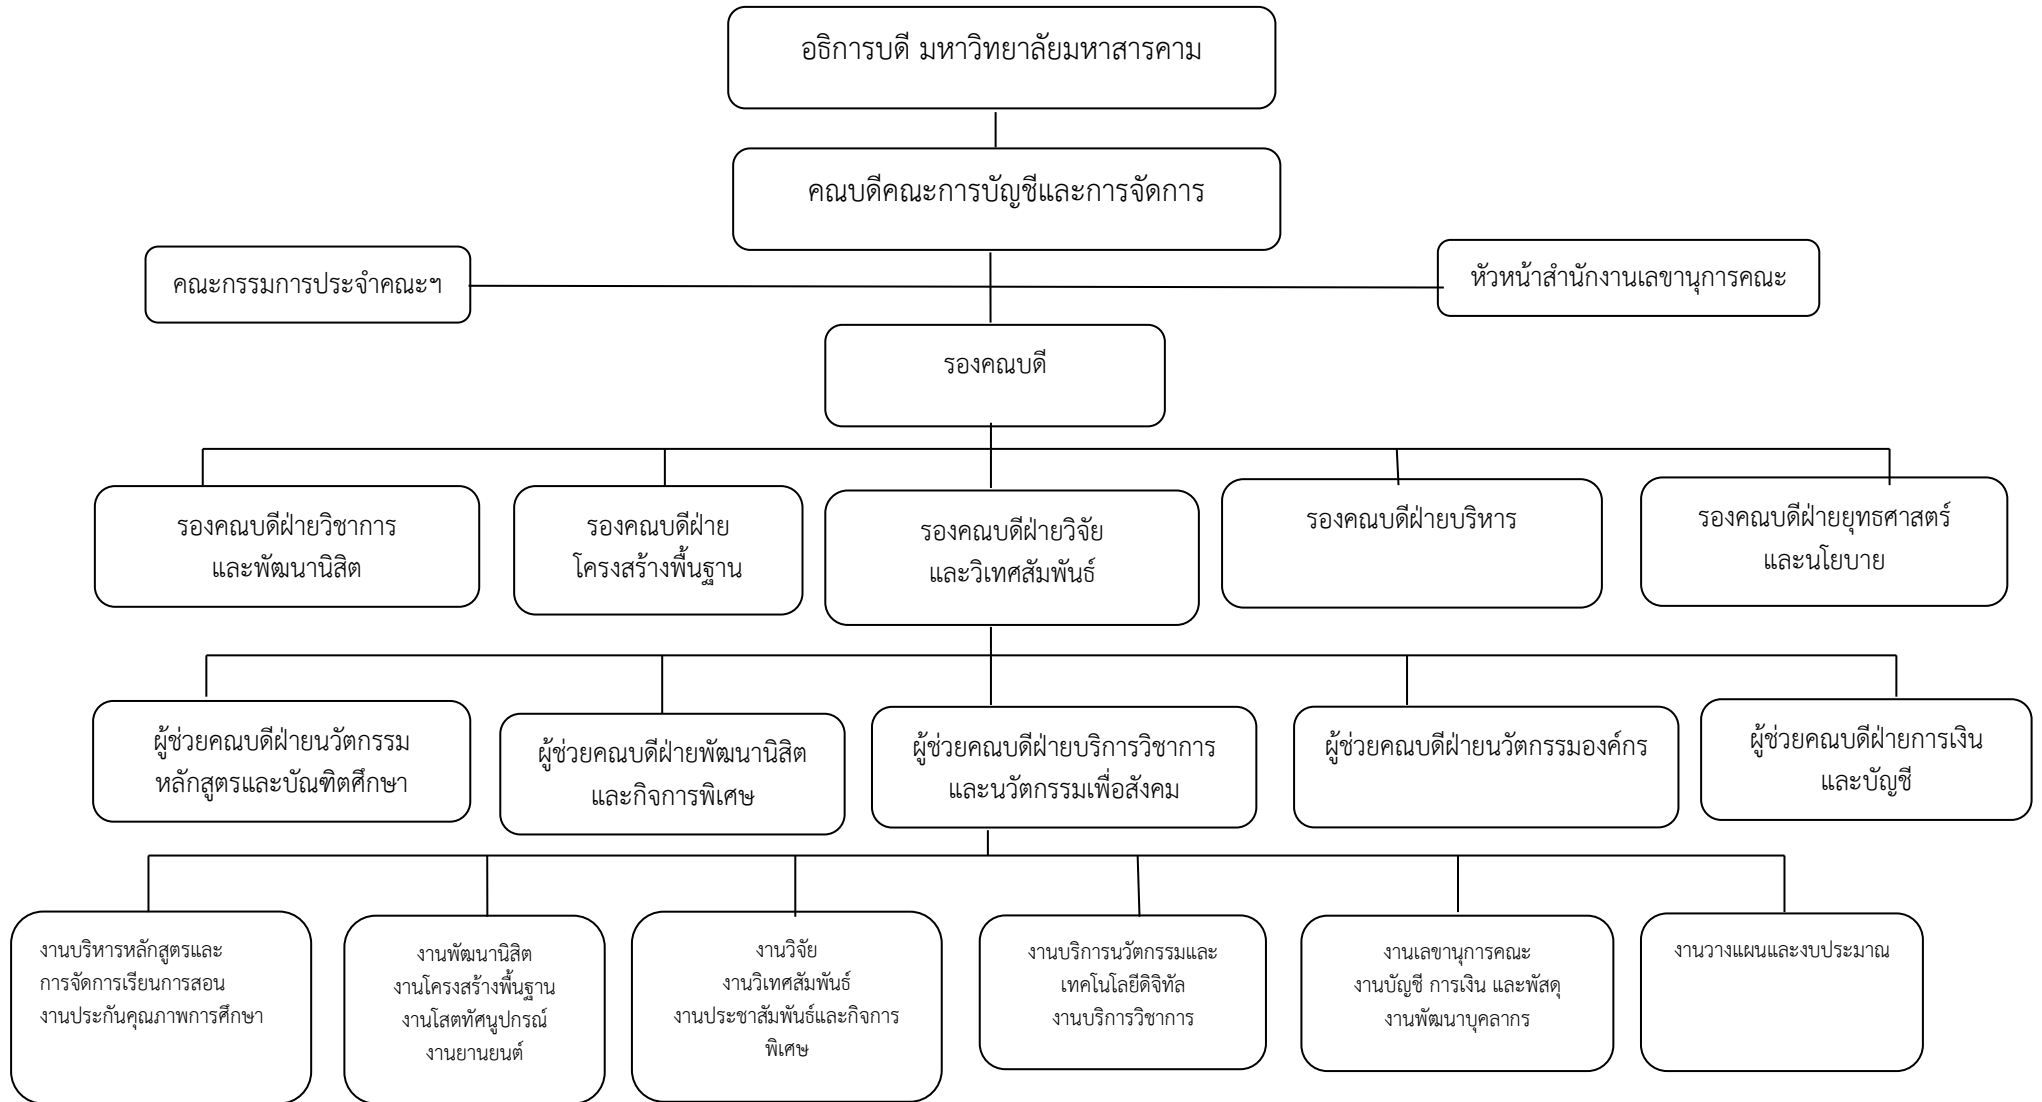 อธิการบดี มหาวิทยาลัยมหาสารคาม
คณบดีคณะการบัญชีและการจัดการ
คณะกรรมการประจำคณะฯ
หัวหน้าสำนักงานเลขานุการคณะ
รองคณบดี
รองคณบดีฝ่ายวิชาการ
และพัฒนานิสิต
รองคณบดีฝ่าย
โครงสร้างพื้นฐาน
รองคณบดีฝ่ายวิจัย
และวิเทศสัมพันธ์
รองคณบดีฝ่ายบริหาร
รองคณบดีฝ่ายยุทธศาสตร์
และนโยบาย
ผู้ช่วยคณบดีฝ่ายนวัตกรรม
หลักสูตรและบัณฑิตศึกษา
ผู้ช่วยคณบดีฝ่ายพัฒนานิสิต
และกิจการพิเศษ
ผู้ช่วยคณบดีฝ่ายบริการวิชาการ
และนวัตกรรมเพื่อสังคม
ผู้ช่วยคณบดีฝ่ายนวัตกรรมองค์กร
ผู้ช่วยคณบดีฝ่ายการเงิน
และบัญชี
งานบริหารหลักสูตรและ
การจัดการเรียนการสอน
งานประกันคุณภาพการศึกษา
งานพัฒนานิสิต
งานโครงสร้างพื้นฐาน
งานโสตทัศนูปกรณ์
งานยานยนต์
งานวิจัย
งานวิเทศสัมพันธ์
งานประชาสัมพันธ์และกิจการ
พิเศษ
งานบริการนวัตกรรมและ
เทคโนโลยีดิจิทัล
งานบริการวิชาการ
งานเลขานุการคณะ
งานบัญชี การเงิน และพัสดุ
งานพัฒนาบุคลากร
งานวางแผนและงบประมาณ